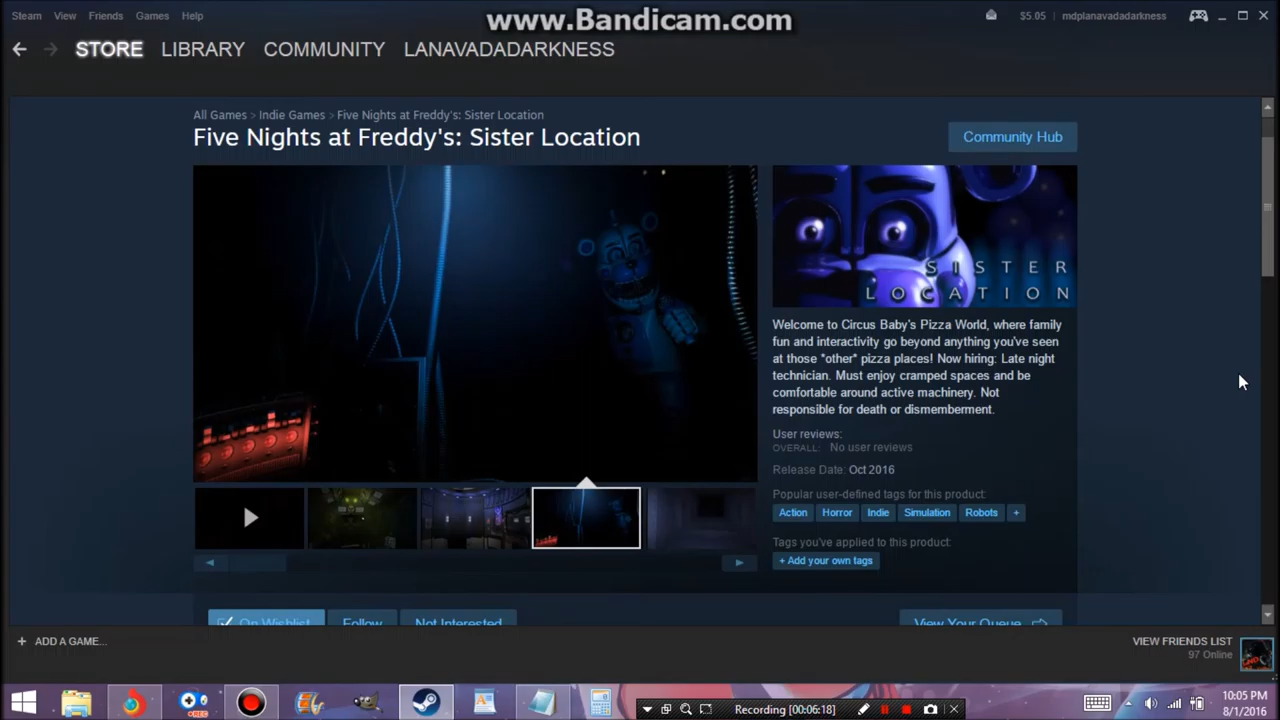 www.Bandicam.com
Steam View Friends Games Help
$5.05 mdplanavadadarkness
STORE LIBRARY COMMUNITY LANAVADADARKNESS
All Games > Indie Games > Five Nights at Freddy's: Sister Location
Five Nights at Freddy's: Sister Location
Community Hub
SISTER
LOCATION
Welcome to Circus Baby's Pizza World, where family
fun and interactivity go beyond anything you've seen
at those *other* pizza places! Now hiring: Late night
technician. Must enjoy cramped spaces and be
comfortable around active machinery. Not
responsible for death or dismemberment.
User reviews:
OVERALL: No user reviews
Release Date: Oct 2016
Popular user-defined tags for this product:
Action Horror Indie Simulation Robots +
Tags you've applied to this product:
+ Add your own tags
On Wishlist Follow Not Interested View Your Queue
+ ADD A GAME...
VIEW FRIENDS LIST
97 Online
Recording [00:06:18]
10:05 PM
8/1/2016